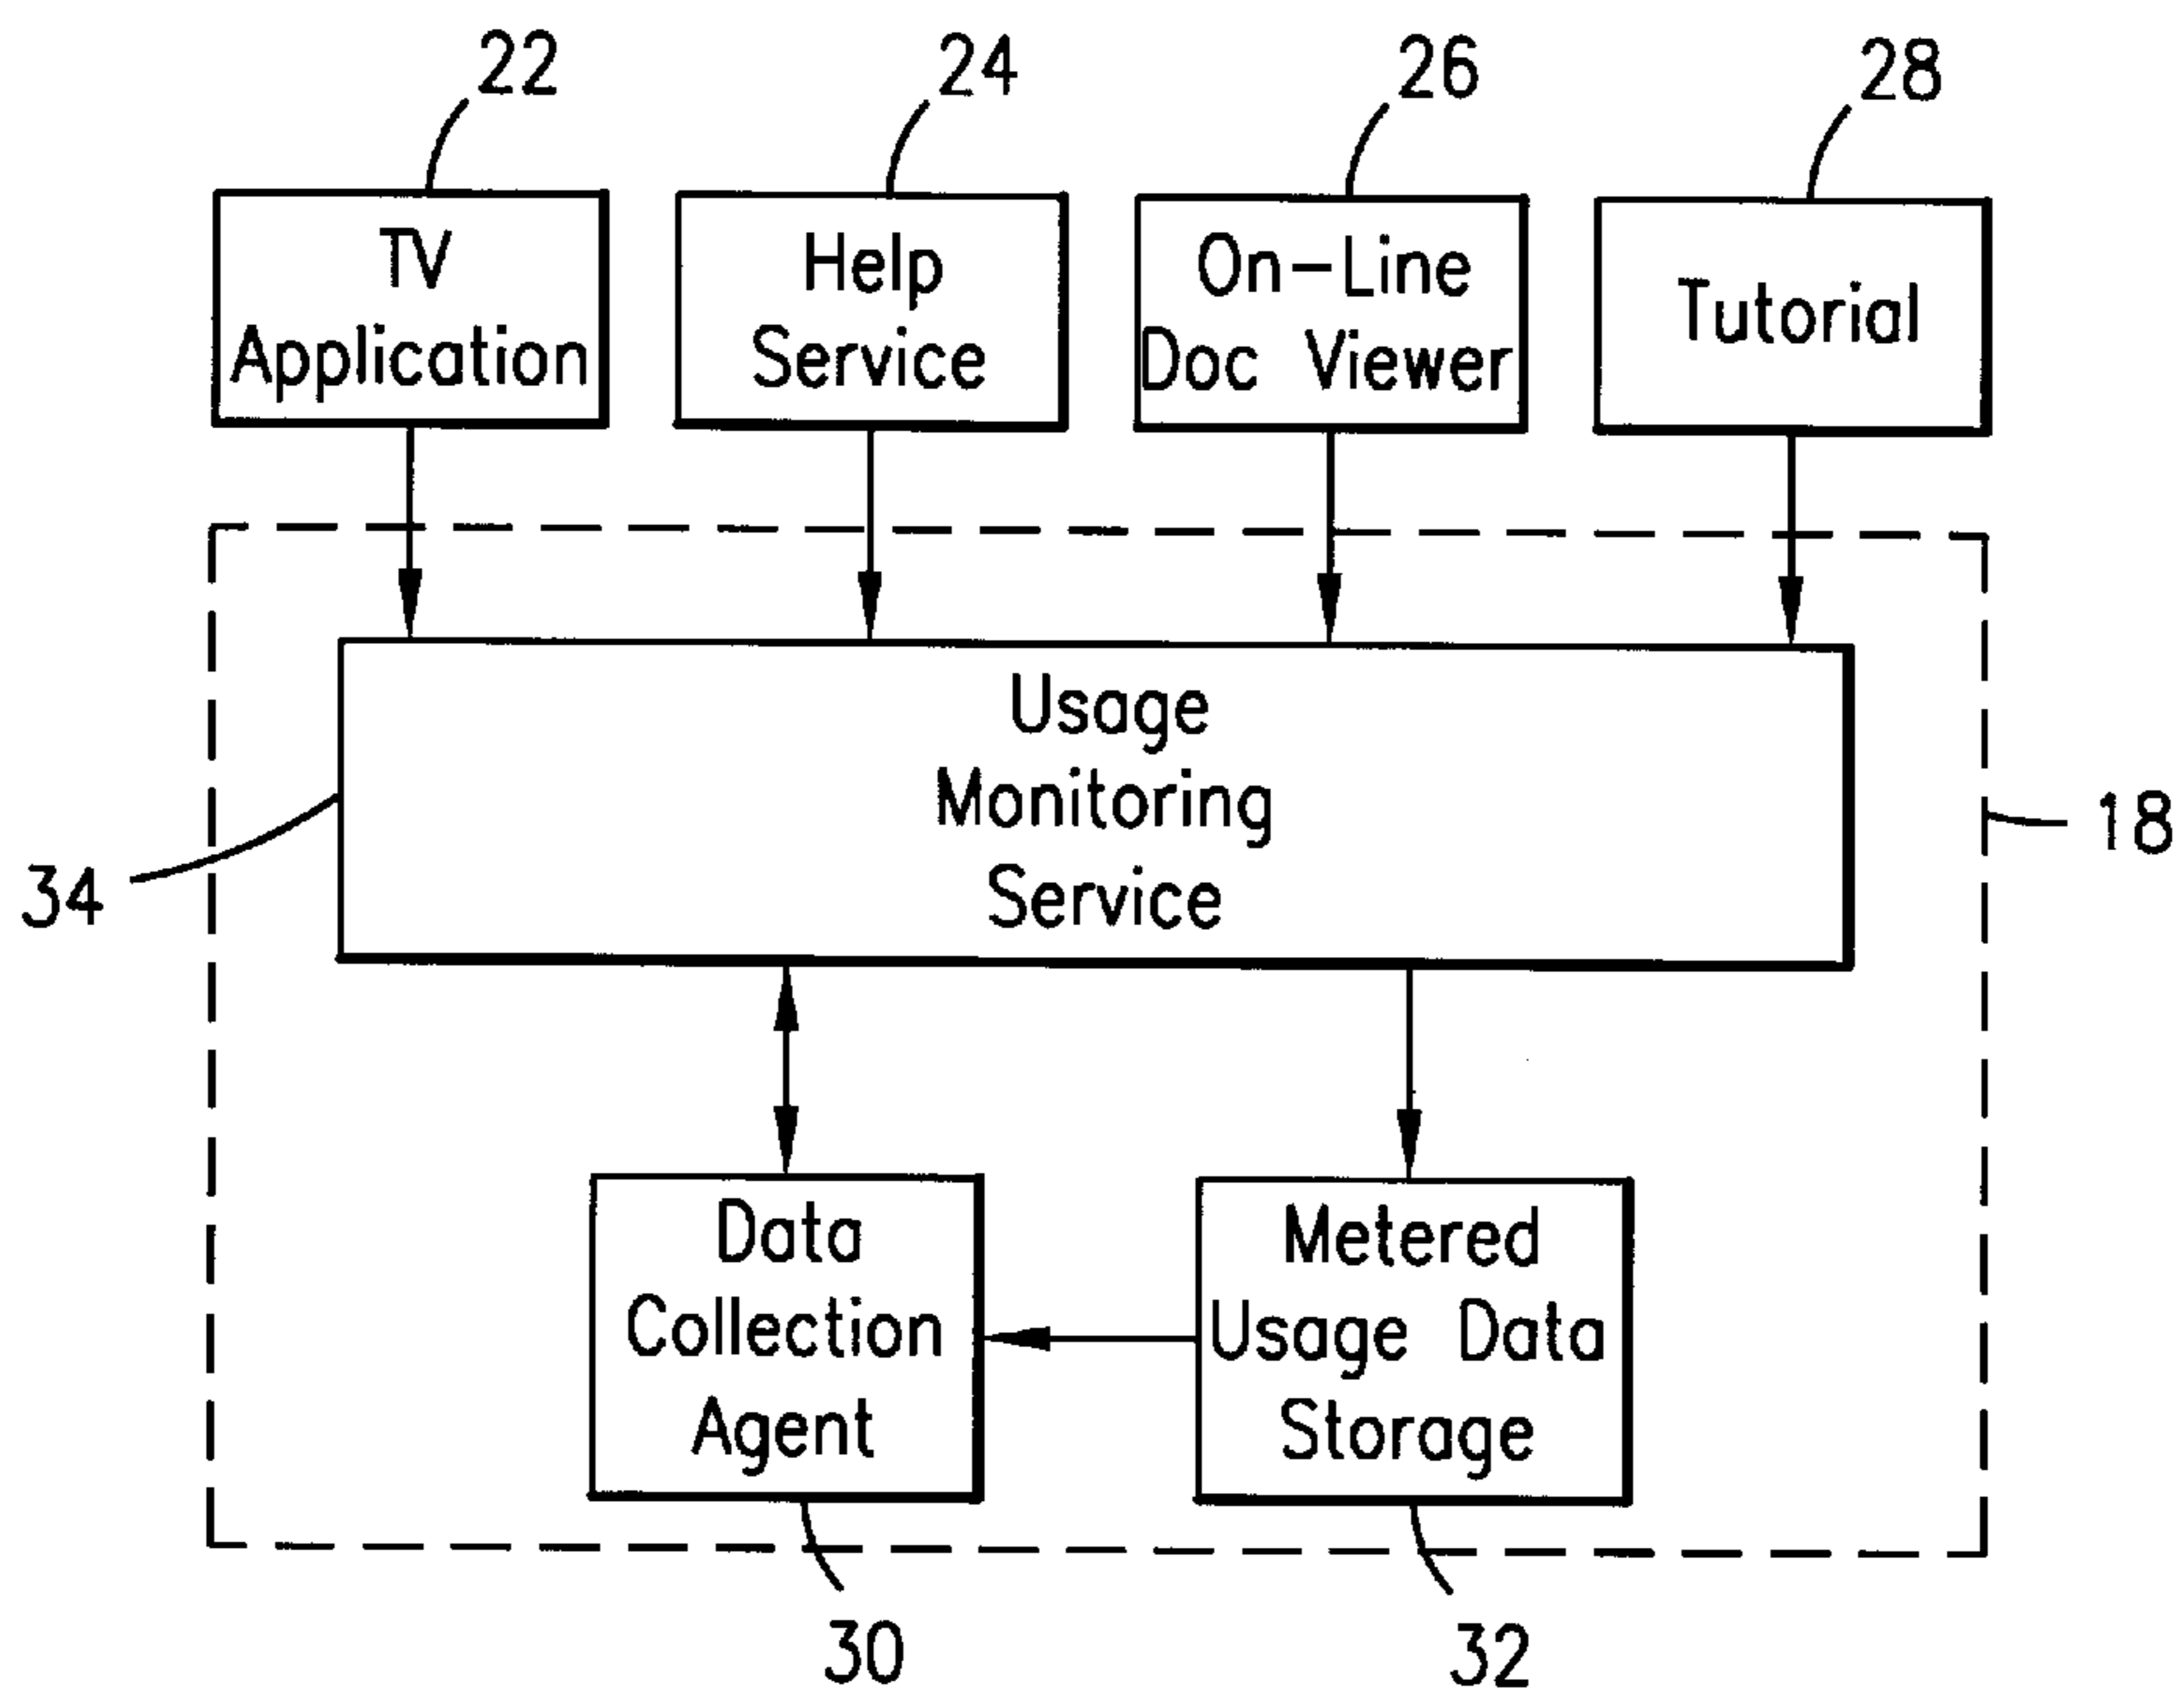 22
24
26
28
TV
Application
Help
Service
On-Line
Doc Viewer
Tutorial
Usage
Monitoring
Service
18
34
Data
Collection
Agent
Metered
Usage Data
Storage
30
32